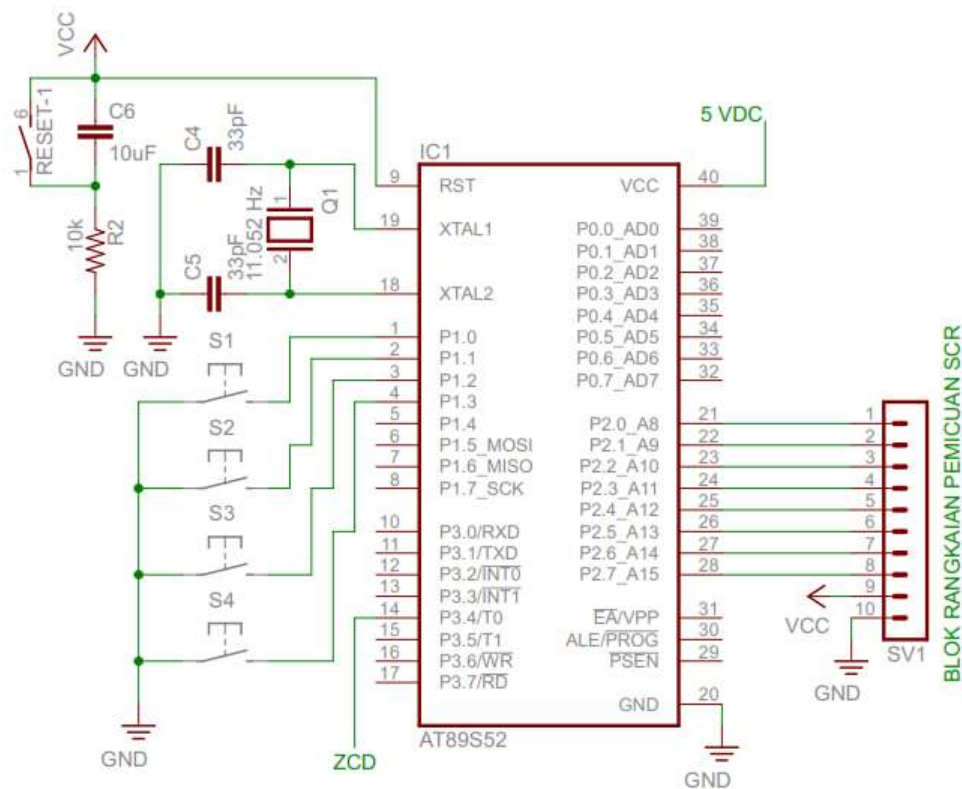 VCC
6
RESET-1
1
C6
10uF
10k
R2
GND
C4
33pF
C5
33pF
11.052 Hz
1
2
Q1
GND
S1
S2
S3
S4
GND
ZCD
IC1
9 RST
19 XTAL1
18 XTAL2
1 P1.0
2 P1.1
3 P1.2
4 P1.3
5 P1.4
6 P1.5_MOSI
7 P1.6_MISO
8 P1.7_SCK
10 P3.0/RXD
11 P3.1/TXD
12 P3.2/INT0
13 P3.3/INT1
14 P3.4/T0
15 P3.5/T1
16 P3.6/WR
17 P3.7/RD
VCC 40
P0.0_AD0 39
P0.1_AD1 38
P0.2_AD2 37
P0.3_AD3 36
P0.4_AD4 35
P0.5_AD5 34
P0.6_AD6 33
P0.7_AD7 32
P2.0_A8 21
P2.1_A9 22
P2.2_A10 23
P2.3_A11 24
P2.4_A12 25
P2.5_A13 26
P2.6_A14 27
P2.7_A15 28
EA/VPP 31
ALE/PROG 30
PSEN 29
GND 20
AT89S52
5 VDC
GND
1
2
3
4
5
6
7
8
9
10
VCC
GND
SV1
BLOK RANGKAIAN PEMICUAN SCR